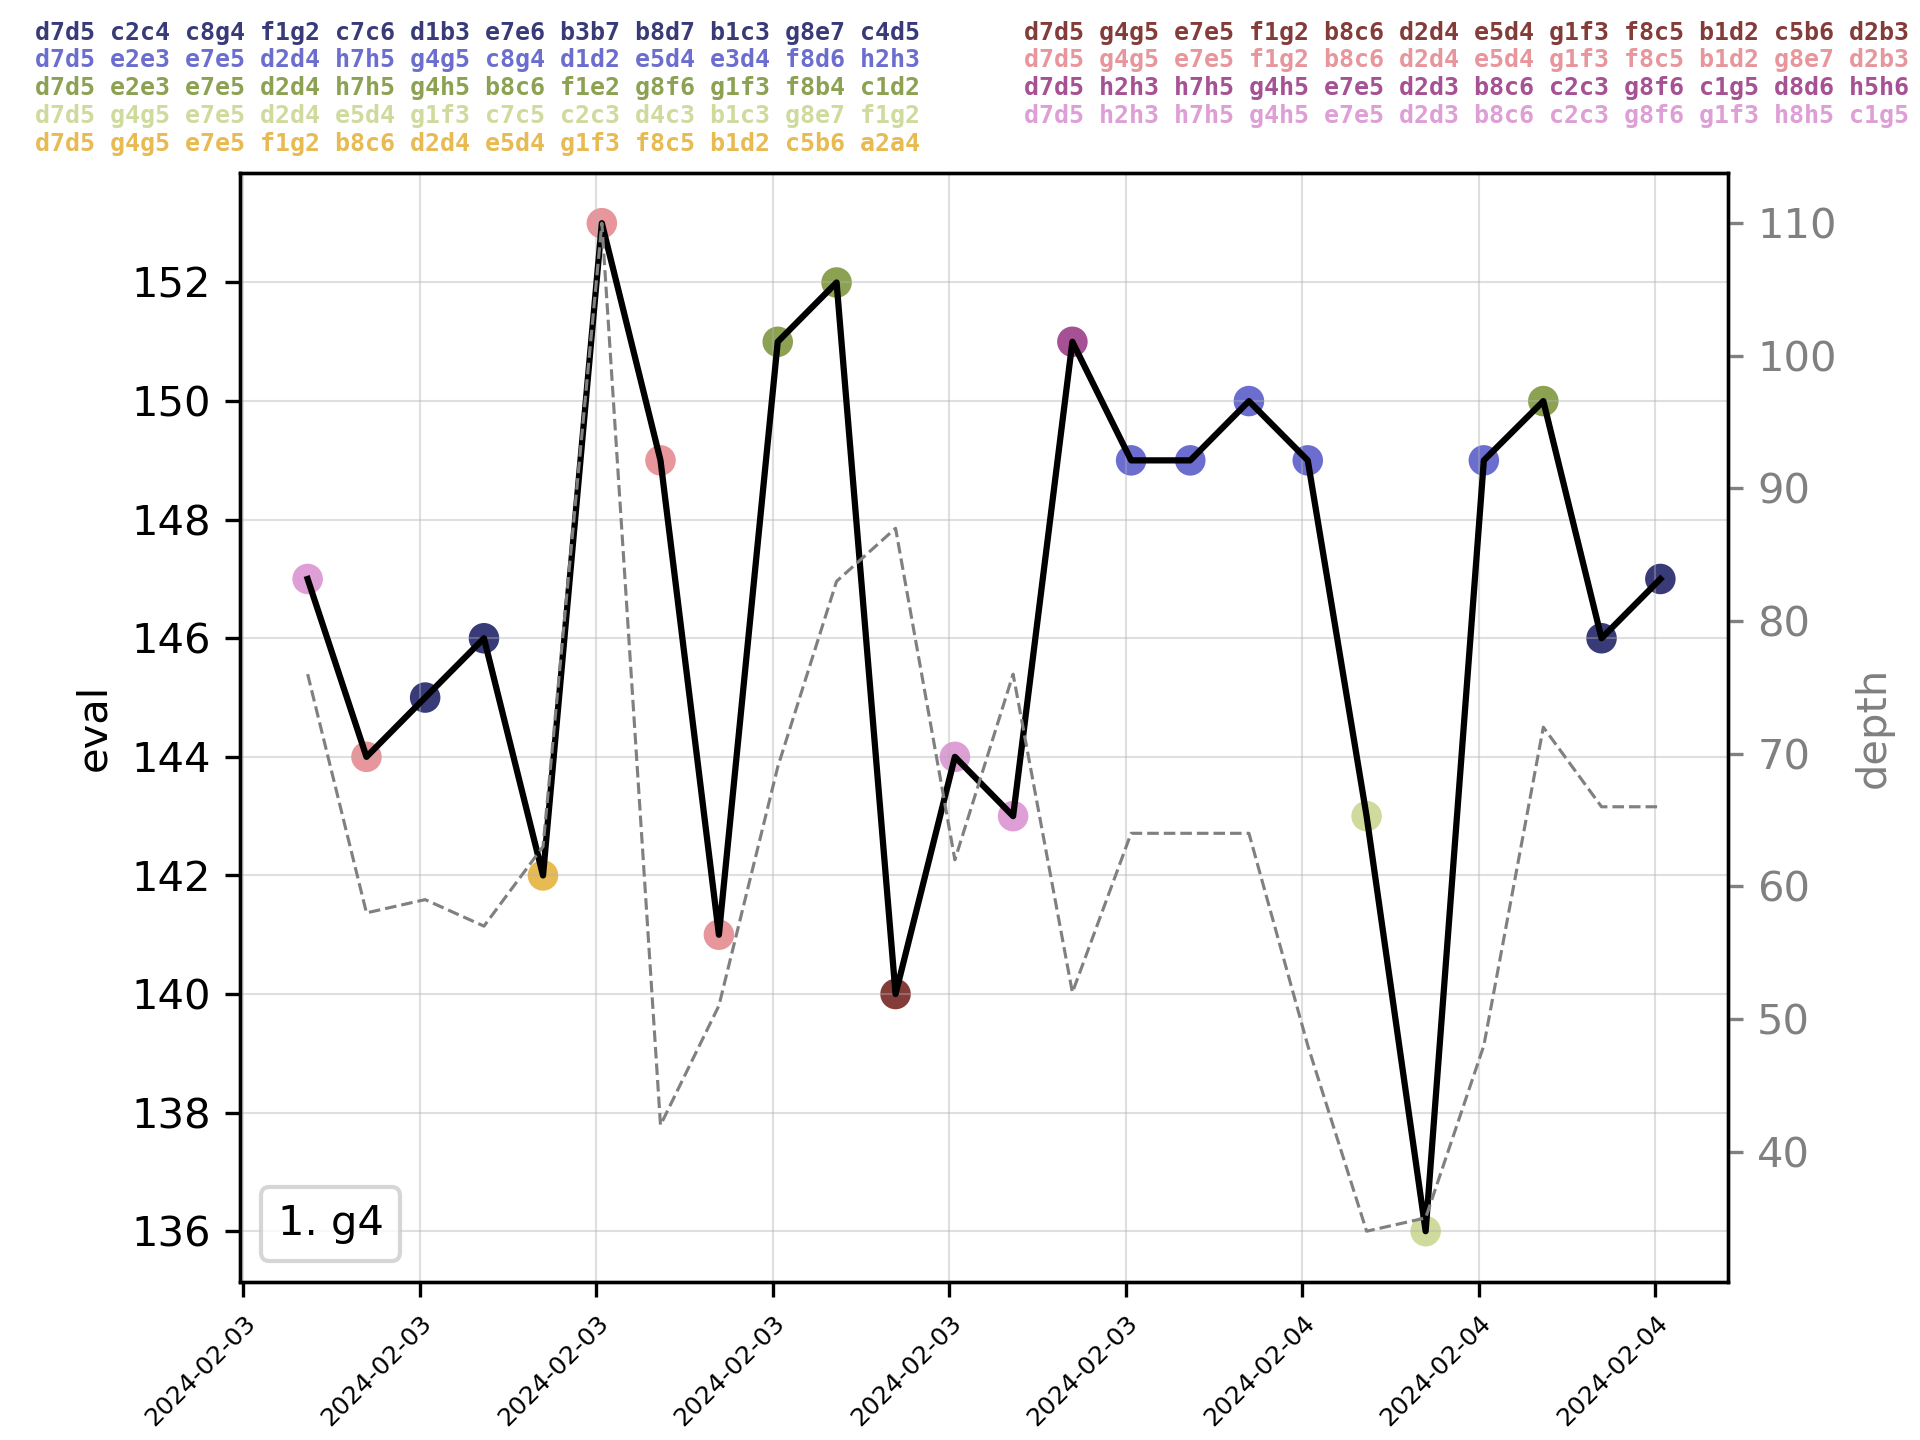 d7d5 c2c4 c8g4 f1g2 c7c6 d1b3 e7e6 b3b7 b8d7 b1c3 g8e7 c4d5
d7d5 e2e3 e7e5 d2d4 h7h5 g4g5 c8g4 d1d2 e5d4 e3d4 f8d6 h2h3
d7d5 e2e3 e7e5 d2d4 h7h5 g4h5 b8c6 f1e2 g8f6 g1f3 f8b4 c1d2
d7d5 g4g5 e7e5 d2d4 e5d4 g1f3 c7c5 c2c3 d4c3 b1c3 g8e7 f1g2
d7d5 g4g5 e7e5 f1g2 b8c6 d2d4 e5d4 g1f3 f8c5 b1d2 c5b6 a2a4
d7d5 g4g5 e7e5 f1g2 b8c6 d2d4 e5d4 g1f3 f8c5 b1d2 c5b6 d2b3
d7d5 g4g5 e7e5 f1g2 b8c6 d2d4 e5d4 g1f3 f8c5 b1d2 g8e7 d2b3
d7d5 h2h3 h7h5 g4h5 e7e5 d2d3 b8c6 c2c3 g8f6 c1g5 d8d6 h5h6
d7d5 h2h3 h7h5 g4h5 e7e5 d2d3 b8c6 c2c3 g8f6 g1f3 h8h5 c1g5
eval
152
150
148
146
144
142
140
138
136
1. g4
110
100
90
80
70
60
50
40
depth
2024-02-03
2024-02-03
2024-02-03
2024-02-03
2024-02-03
2024-02-03
2024-02-04
2024-02-04
2024-02-04